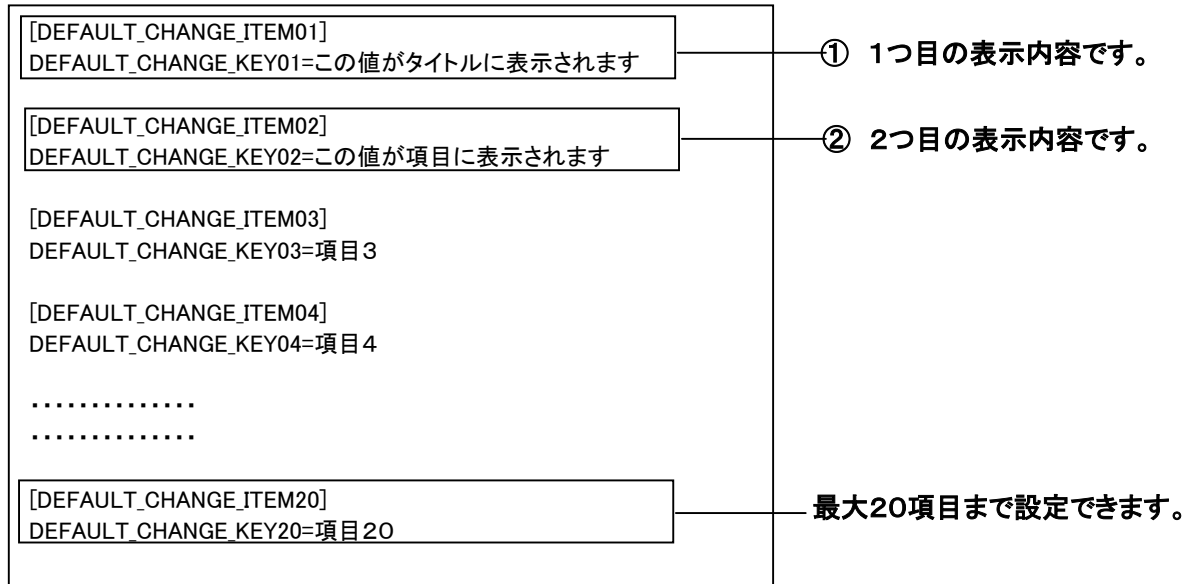 [DEFAULT_CHANGE_ITEM01]
DEFAULT_CHANGE_KEY01=この値がタイトルに表示されます
① 1つ目の表示内容です。
[DEFAULT_CHANGE_ITEM02]
DEFAULT_CHANGE_KEY02=この値が項目に表示されます
② 2つ目の表示内容です。
[DEFAULT_CHANGE_ITEM03]
DEFAULT_CHANGE_KEY03=項目3
[DEFAULT_CHANGE_ITEM04]
DEFAULT_CHANGE_KEY04=項目4
・・・・・・・・・・・・・・
・・・・・・・・・・・・・・
[DEFAULT_CHANGE_ITEM20]
DEFAULT_CHANGE_KEY20=項目20
最大20項目まで設定できます。